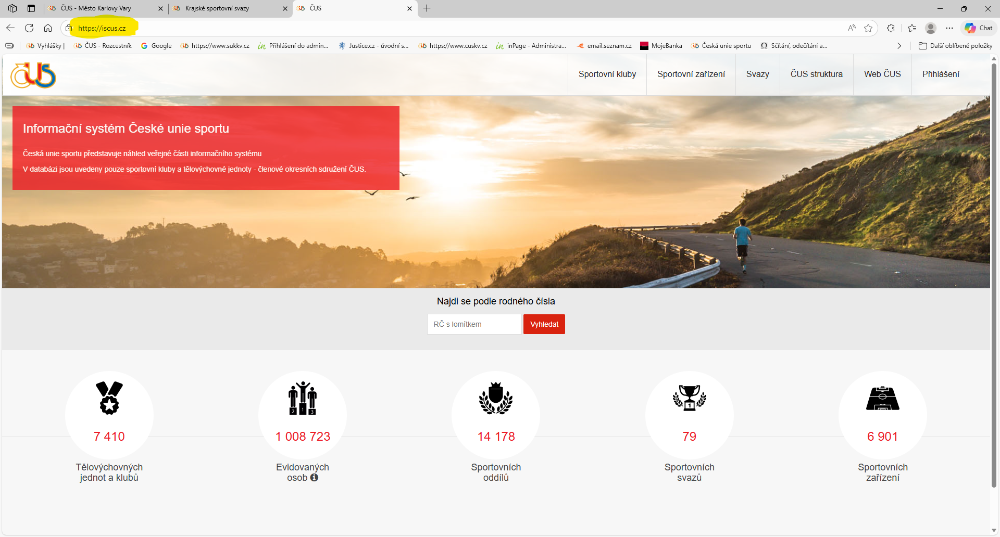 ČUS - Město Karlovy Vary
Krajské sportovní svazy
ČUS
https://iscus.cz
Chat
Vyhlášky |
ČUS - Rozcestník
Google
https://www.sukkv.cz
Přihlášení do admin...
Justice.cz - úvodní s...
https://www.cuskv.cz
inPage - Administra...
email.seznam.cz
MojeBanka
Česká unie sportu
Sčítání, odečítání a...
Další oblíbené položky
ČUS
Sportovní kluby
Sportovní zařízení
Svazy
ČUS struktura
Web ČUS
Přihlášení
Informační systém České unie sportu
Česká unie sportu představuje náhled veřejné části informačního systému
V databázi jsou uvedeny pouze sportovní kluby a tělovýchovné jednoty - členové okresních sdružení ČUS.
Najdi se podle rodného čísla
RČ s lomítkem
Vyhledat
2 1 3
1
7 410
1 008 723
14 178
79
6 901
Tělovýchovných
jednot a klubů
Evidovaných
osob
Sportovních
oddílů
Sportovních
svazů
Sportovních
zařízení